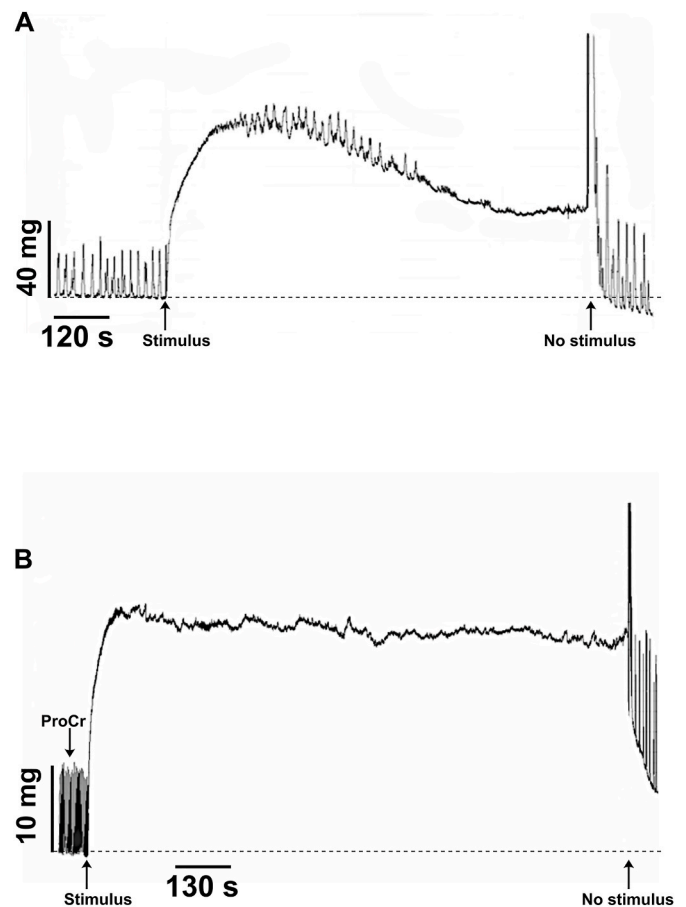 A
40 mg
120 s
Stimulus
No stimulus
B
ProCr
10 mg
130 s
Stimulus
No stimulus